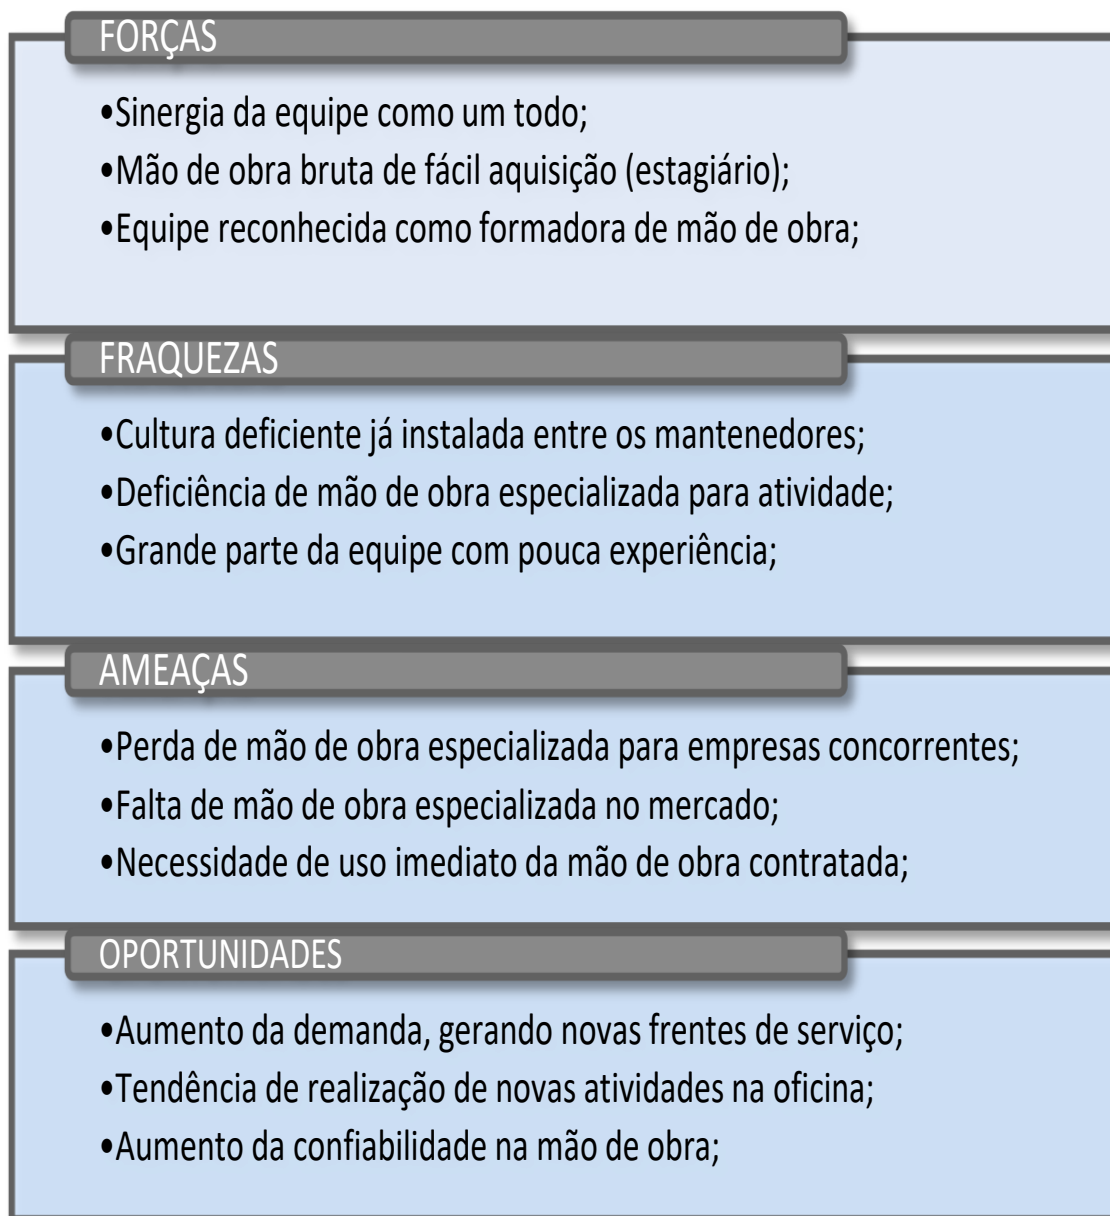 FORÇAS
•Sinergia da equipe como um todo;
•Mão de obra bruta de fácil aquisição (estagiário);
•Equipe reconhecida como formadora de mão de obra;
FRAQUEZAS
•Cultura deficiente já instalada entre os mantenedores;
•Deficiência de mão de obra especializada para atividade;
•Grande parte da equipe com pouca experiência;
AMEAÇAS
•Perda de mão de obra especializada para empresas concorrentes;
•Falta de mão de obra especializada no mercado;
•Necessidade de uso imediato da mão de obra contratada;
OPORTUNIDADES
•Aumento da demanda, gerando novas frentes de serviço;
•Tendência de realização de novas atividades na oficina;
•Aumento da confiabilidade na mão de obra;